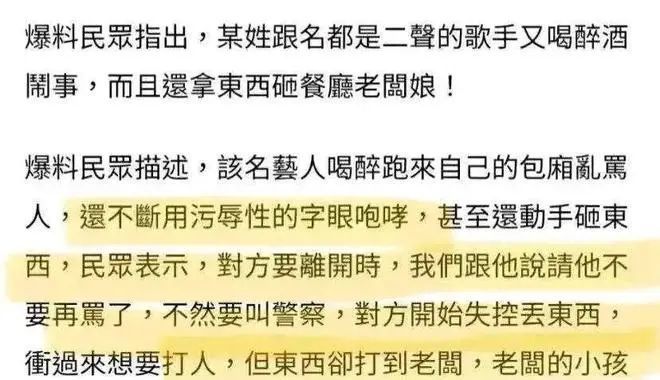 爆料民眾指出，某姓跟名都是二聲的歌手又喝醉酒
鬧事，而且還拿東西砸餐廳老闆娘！
爆料民眾描述，該名藝人喝醉跑來自己的包廂亂罵
人，還不斷用污辱性的字眼咆哮，甚至還動手砸東
西，民眾表示，對方要離開時，我們跟他說請他不
要再罵了，不然要叫警察，對方開始失控丟東西，
衝過來想要打人，但東西卻打到老闆，老闆的小孩